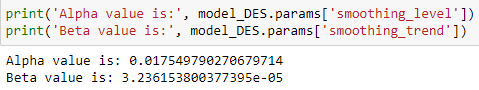 print('Alpha value is:', model_DES.params['smoothing_level'])
print('Beta value is:', model_DES.params['smoothing_trend'])
Alpha value is: 0.017549790270679714
Beta value is: 3.236153800377395e-05